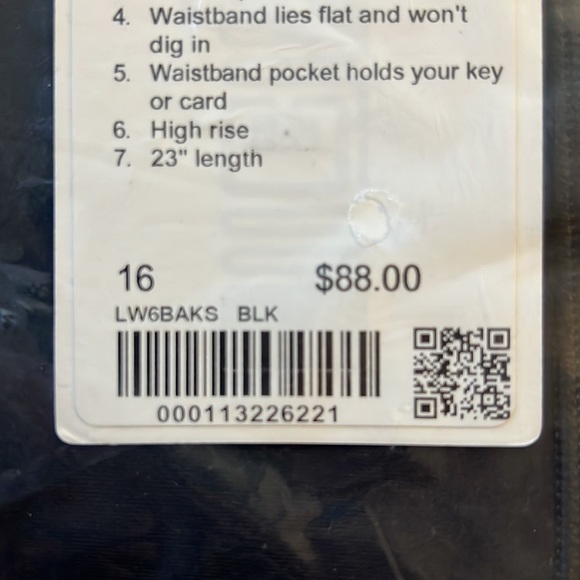 4. Waistband lies flat and won't
dig in
5. Waistband pocket holds your key
or card
6. High rise
7. 23" length
16 $88.00
LW6BAKS BLK
000113226221